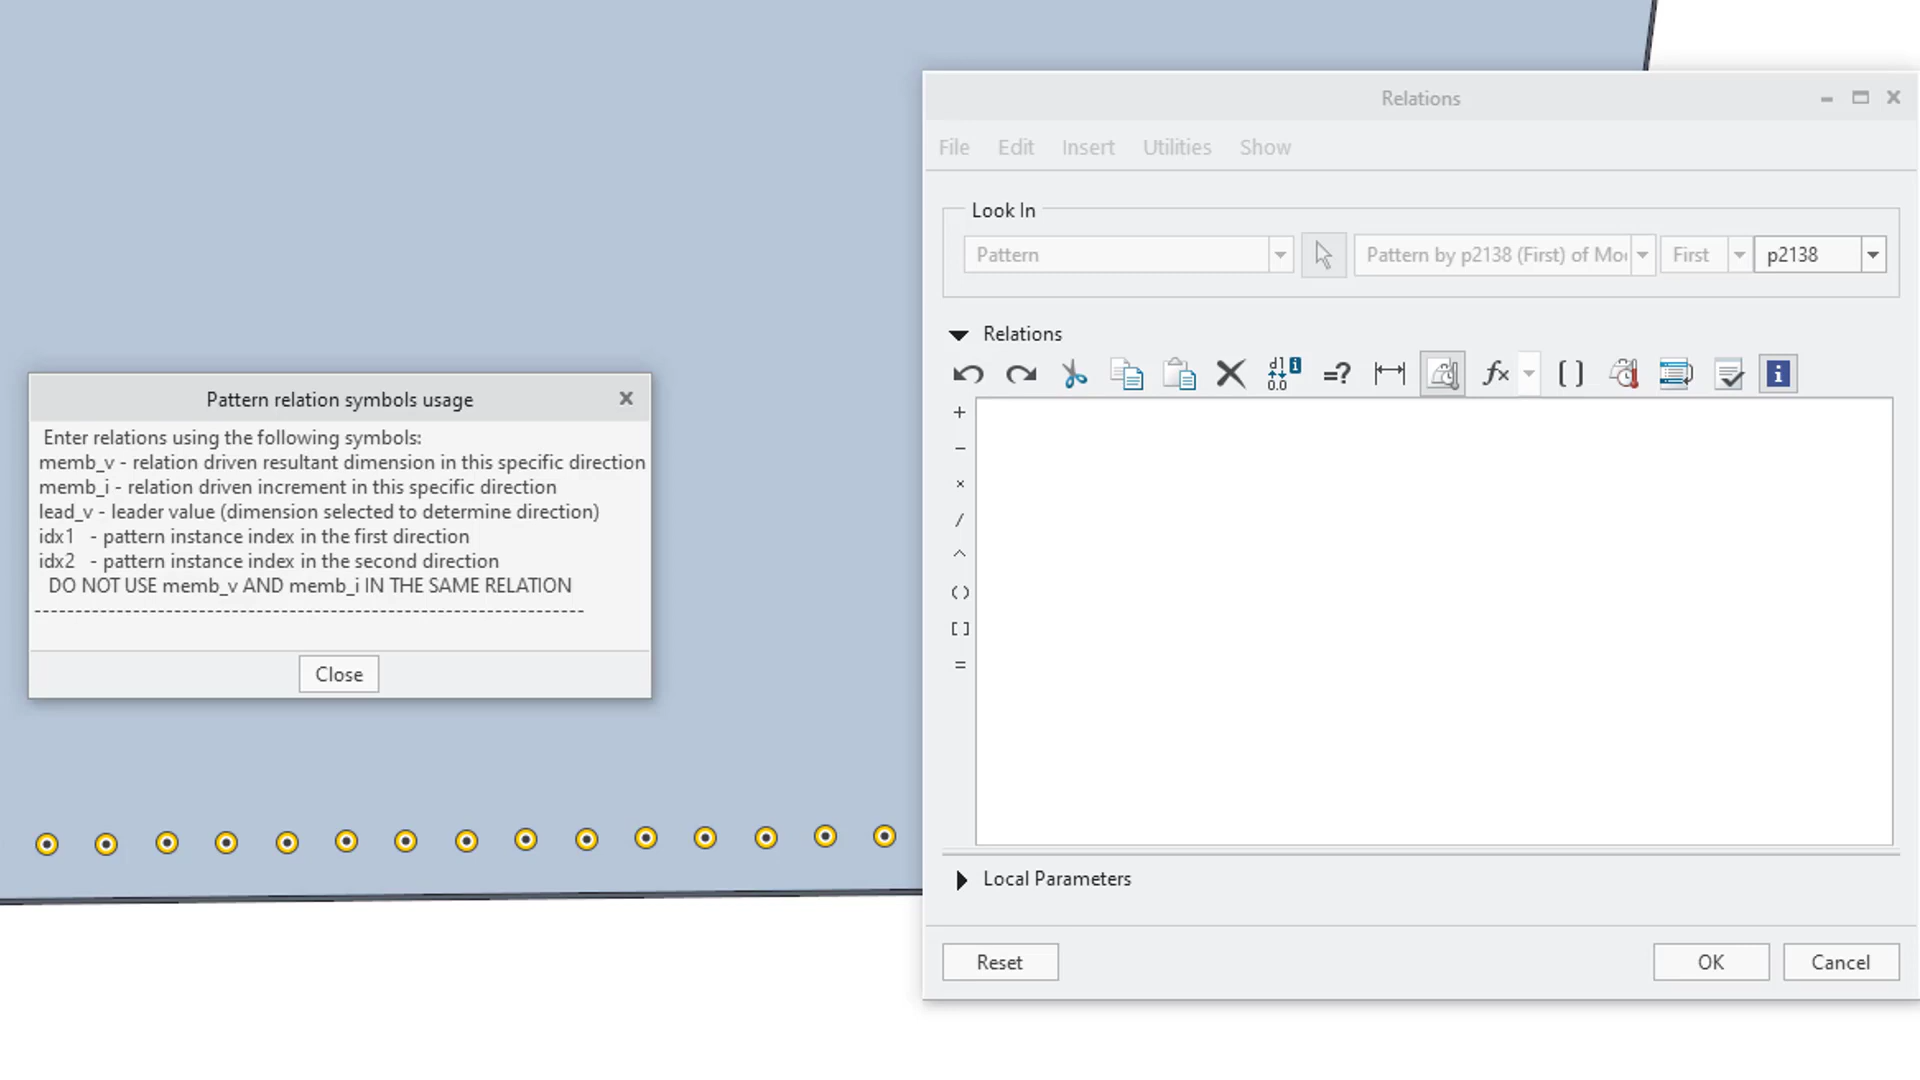 Relations
File Edit Insert Utilities Show
Look In
Pattern
Pattern by p2138 (First) of Mo
First
p2138
Relations
Pattern relation symbols usage
Enter relations using the following symbols:
memb_v - relation driven resultant dimension in this specific direction
memb_i - relation driven increment in this specific direction
lead_v - leader value (dimension selected to determine direction)
idx1 - pattern instance index in the first direction
idx2 - pattern instance index in the second direction
DO NOT USE memb_v AND memb_i IN THE SAME RELATION
--------------------------------------------------------------
Close
=?
fx
[ ]
+
-
×
/
^
()
[]
=
Local Parameters
Reset
OK
Cancel